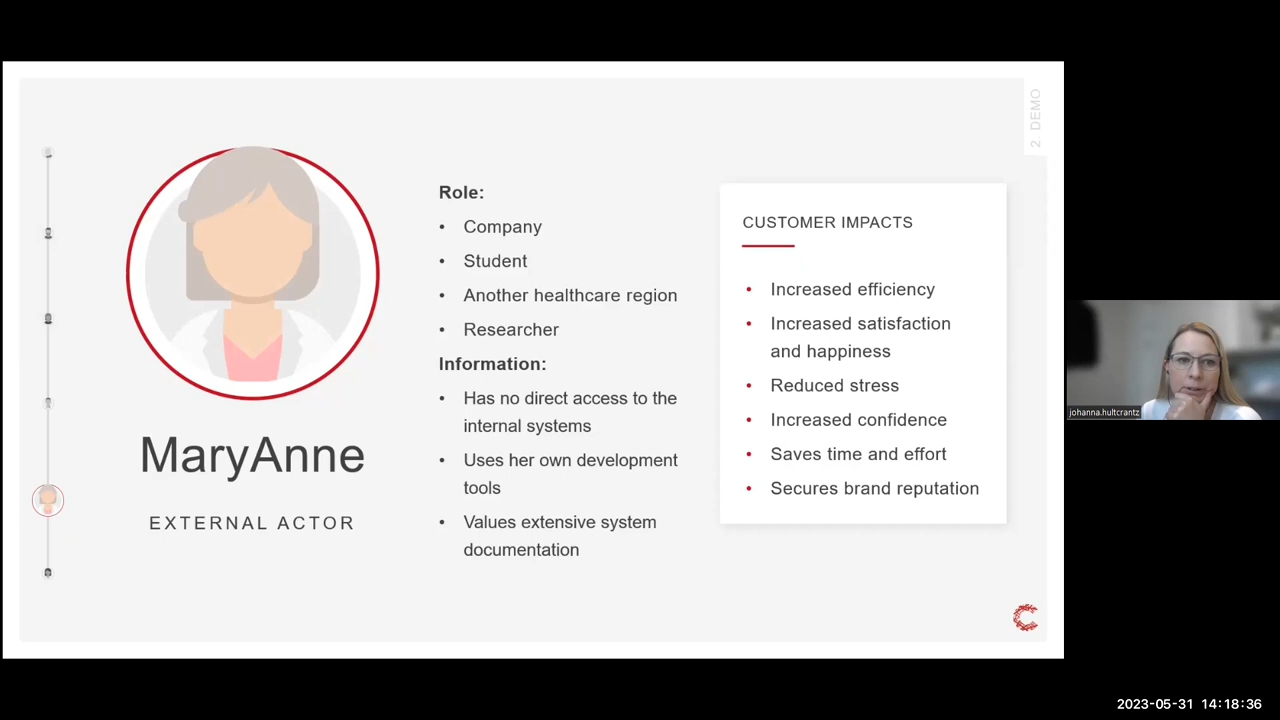 2. DEMO
MaryAnne
EXTERNAL ACTOR
Role:
• Company
• Student
• Another healthcare region
• Researcher
Information:
• Has no direct access to the
internal systems
• Uses her own development
tools
• Values extensive system
documentation
CUSTOMER IMPACTS
• Increased efficiency
• Increased satisfaction
and happiness
• Reduced stress
• Increased confidence
• Saves time and effort
• Secures brand reputation
johanna.hultcrantz
2023-05-31 14:18:36